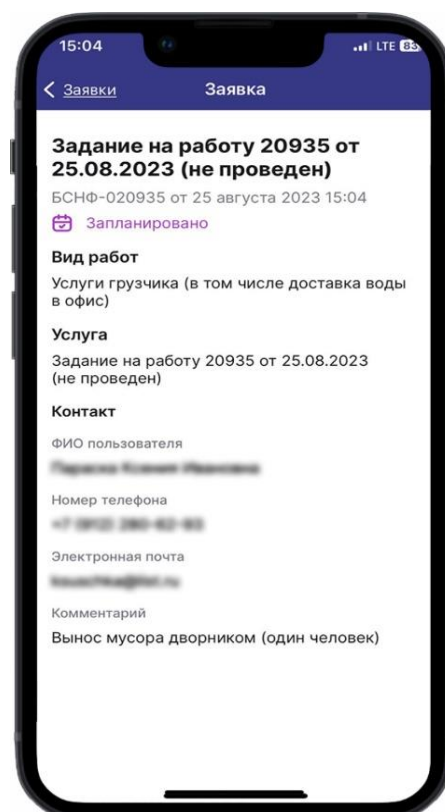 15:04
LTE 83
Заявки
Заявка
Задание на работу 20935 от
25.08.2023 (не проведен)
БСНФ-020935 от 25 августа 2023 15:04
Запланировано
Вид работ
Услуги грузчика (в том числе доставка воды
в офис)
Услуга
Задание на работу 20935 от 25.08.2023
(не проведен)
Контакт
ФИО пользователя
Номер телефона
Электронная почта
Комментарий
Вынос мусора дворником (один человек)